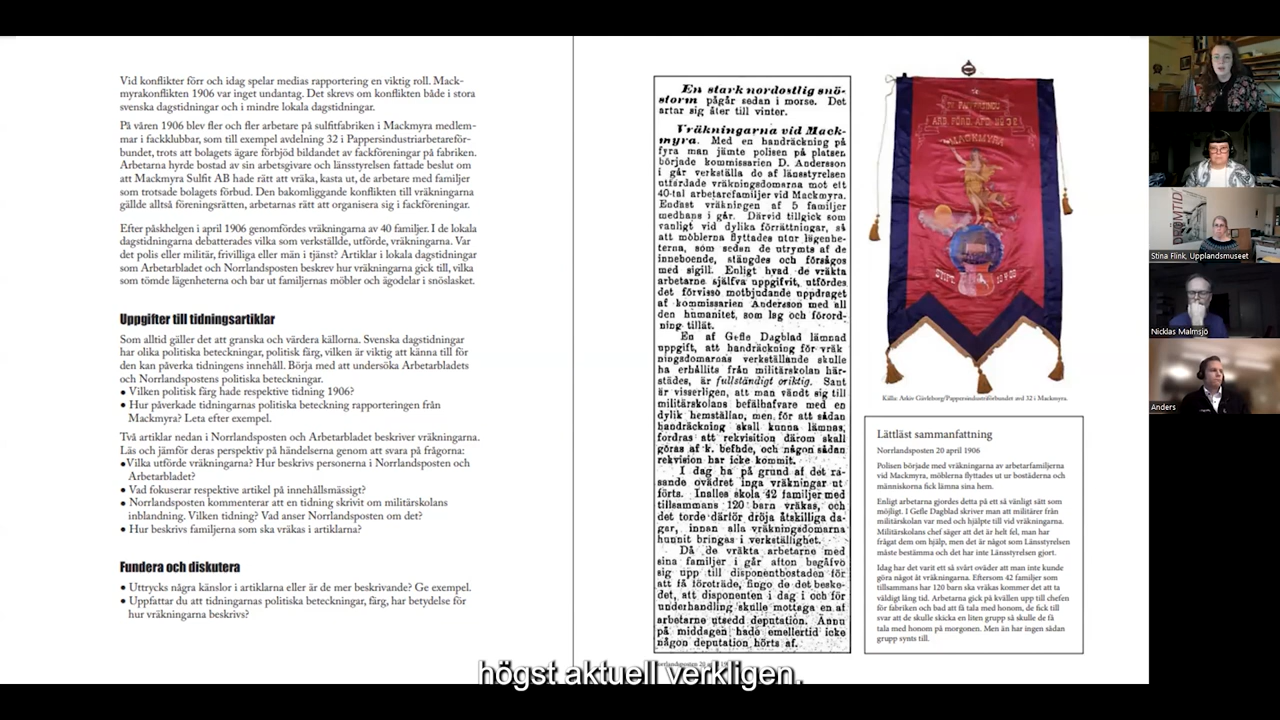 Vid konflikter förr och idag spelar medias rapportering en viktig roll. Mack-
myrakonflikten 1906 var inget undantag. Det skrevs om konflikten både i stora
svenska dagstidningar och i mindre lokala dagstidningar.
På våren 1906 blev fler och fler arbetare på sulfitfabriken i Mackmyra medlem-
mar i fackklubbar, som till exempel avdelning 32 i Pappersindustriarbetareför-
bundet, trots att bolagets ägare förbjöd bildandet av fackföreningar på fabriken.
Arbetarna hyrde bostad av sin arbetsgivare och länsstyrelsen fattade beslut om
att Mackmyra Sulfit AB hade rätt att vräka, kasta ut, de arbetare med familjer
som trotsade bolagets förbud. Den bakomliggande konflikten till vräkningarna
gällde alltså föreningsrätten, arbetarnas rätt att organisera sig i fackföreningar.
Efter påskhelgen i april 1906 genomfördes vräkningarna av 40 familjer. I de lokala
dagstidningarna debatterades vilka som verkställde, utförde, vräkningarna. Var
det polis eller militär, frivilliga eller män i tjänst? Artiklar i lokala dagstidningar
som Arbetarbladet och Norrlandsposten beskrev hur vräkningarna gick till, vilka
som tömde lägenheterna och bar ut familjernas möbler och ägodelar i snöslasket.
Uppgifter till tidningsartiklar
Som alltid gäller det att granska och värdera källorna. Svenska dagstidningar
har olika politiska beteckningar, politisk färg, vilken är viktig att känna till för
den kan påverka tidningens innehåll. Börja med att undersöka Arbetarbladets
och Norrlandspostens politiska beteckningar.
● Vilken politisk färg hade respektive tidning 1906?
● Hur påverkade tidningarnas politiska beteckning rapporteringen från
Mackmyra? Leta efter exempel.
Två artiklar nedan i Norrlandsposten och Arbetarbladet beskriver vräkningarna.
Läs och jämför deras perspektiv på händelserna genom att svara på frågorna:
●Vilka utförde vräkningarna? Hur beskrivs personerna i Norrlandsposten och
Arbetarbladet?
● Vad fokuserar respektive artikel på innehållsmässigt?
● Norrlandsposten kommenterar att en tidning skrivit om militärskolans
inblandning. Vilken tidning? Vad anser Norrlandsposten om det?
● Hur beskrivs familjerna som ska vräkas i artiklarna?
Fundera och diskutera
● Uttrycks några känslor i artiklarna eller är de mer beskrivande? Ge exempel.
● Uppfattar du att tidningarnas politiska beteckningar, färg, har betydelse för
hur vräkningarna beskrivs?
En stark nordostlig snö-
storm pågår sedan i morse. Det
artar sig åter till vinter.
Vräkningarna vid Mack-
myra. Med en handräckning på
fyra man jämte polisen på platsen
började kommissarien D. Andersson
i går verkställa de af länsstyrelsen
utfärdade vräkningsdomarna mot ett
40-tal arbetarefamiljer vid Mackmyra.
Endast vräkningen af 5 familjer
medhans i går. Därvid tillgick som
vanligt vid dylika förrättningar, så
att möblerna flyttades utur lägenhe-
terna, som sedan de utrymts af de
inneboende, stängdes och försågos
med sigill. Enligt hvad de vräkta
arbetarne själfva uppgifvit, utfördes
det förvisso motbjudande uppdraget
af kommissarien Andersson med all
den humanitet, som lag och förord-
ning tillåt.
En af Gefle Dagblad lämnad
uppgift, att handräckning för vräk
ningsdomarnas verkställande skulle
ha erhållits från militärskolan här-
städes, är fullständigt oriktig. Sant
är visserligen, att man vändt sig till
militärskolans befälhafvare med en
dylik hemställan, men för att sådan
handräckning skall kunna lämnas,
fordras att rekvisition därom skall
göras af k. befhde, och någon sådan
rekvision har icke kommit.
I dag ha på grund af det ra-
sande ovädret inga vräkningar ut
förts. Inalles skola 42 familjer med
tillsammans 120 barn vräkas, och
det torde därför dröja åtskilliga da-
gar, innan alla vräkningsdomarna
hunnit bringas i verkställighet.
Då de vräkta arbetarne med
sina familjer i går afton begåfvo
sig upp till disponentbostaden för
att få företräde, fingo de det beske-
det, att disponenten i dag i och för
underhandling skulle mottaga en af
arbetarne utsedd deputation. Ännu
på middagen hade emellertid icke
någon deputation hörts af.
Norrlandsposten 20
SV. PAPPERSIND.
ARB. FÖRB. AFD. NO 32
MACKMYRA
Källa: Arkiv Gävleborg/Pappersindustriförbundet avd 32 i Mackmyra.
Lättläst sammanfattning
Norrlandsposten 20 april 1906
Polisen började med vräkningarna av arbetarfamiljerna
vid Mackmyra, möblerna flyttades ut ur bostäderna och
människorna fick lämna sina hem.
Enligt arbetarna gjordes detta på ett så vänligt sätt som
möjligt. I Gefle Dagblad skriver man att militärer från
militärskolan var med och hjälpte till vid vräkningarna.
Militärskolans chef säger att det är helt fel, man har
frågat dem om hjälp, men det är något som Länsstyrelsen
måste bestämma och det har inte Länsstyrelsen gjort.
Idag har det varit ett så svårt oväder att man inte kunde
göra något åt vräkningarna. Eftersom 42 familjer som
tillsammans har 120 barn ska vräkas kommer det att ta
väldigt lång tid. Arbetarna gick på kvällen upp till chefen
för fabriken och bad att få tala med honom, de fick till
svar att de skulle skicka en liten grupp så skulle de få
tala med honom på morgonen. Men än har ingen sådan
grupp synts till.
DRÖMTID
Stina Flink, Upplandsmuseet
Nicklas Malmsjö
Anders
högst aktuell verkligen.